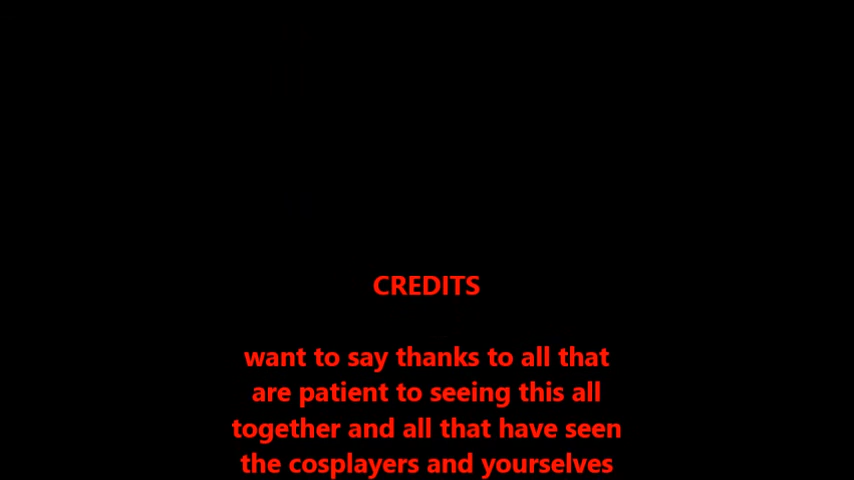 CREDITS
want to say thanks to all that
are patient to seeing this all
together and all that have seen
the cosplayers and yourselves